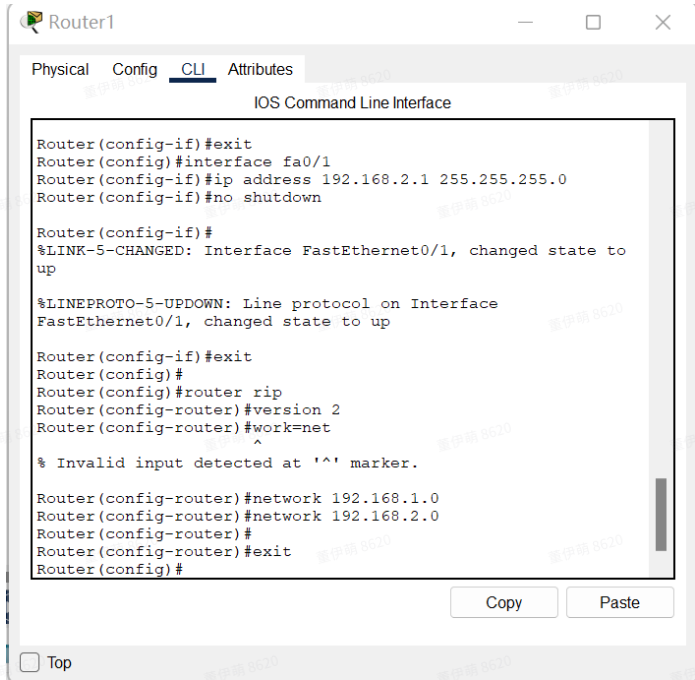 Router1
Physical Config CLI Attributes
IOS Command Line Interface
Router(config-if)#exit
Router(config)#interface fa0/1
Router(config-if)#ip address 192.168.2.1 255.255.255.0
Router(config-if)#no shutdown
Router(config-if)#
%LINK-5-CHANGED: Interface FastEthernet0/1, changed state to
up
%LINEPROTO-5-UPDOWN: Line protocol on Interface
FastEthernet0/1, changed state to up
Router(config-if)#exit
Router(config)#
Router(config)#router rip
Router(config-router)#version 2
Router(config-router)#work=net
^
% Invalid input detected at '^' marker.
Router(config-router)#network 192.168.1.0
Router(config-router)#network 192.168.2.0
Router(config-router)#
Router(config-router)#exit
Router(config)#
Copy Paste
Top